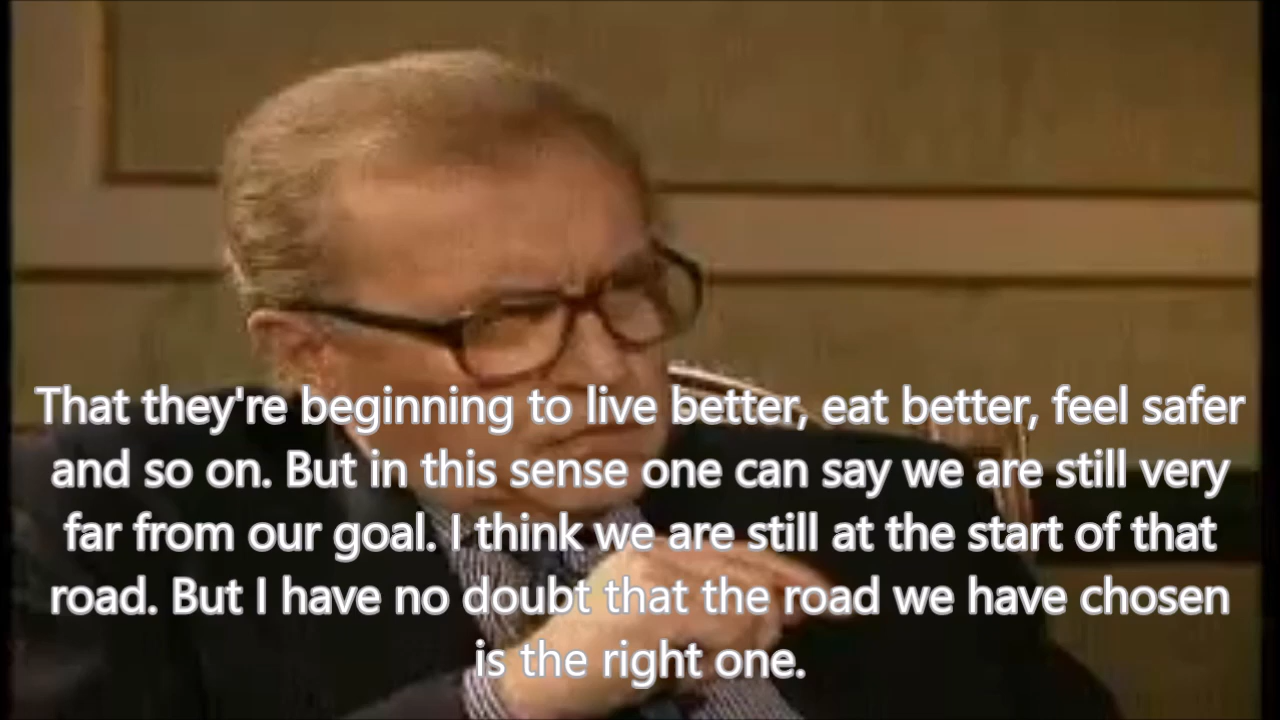 That they're beginning to live better, eat better, feel safer
and so on. But in this sense one can say we are still very
far from our goal. I think we are still at the start of that
road. But I have no doubt that the road we have chosen
is the right one.